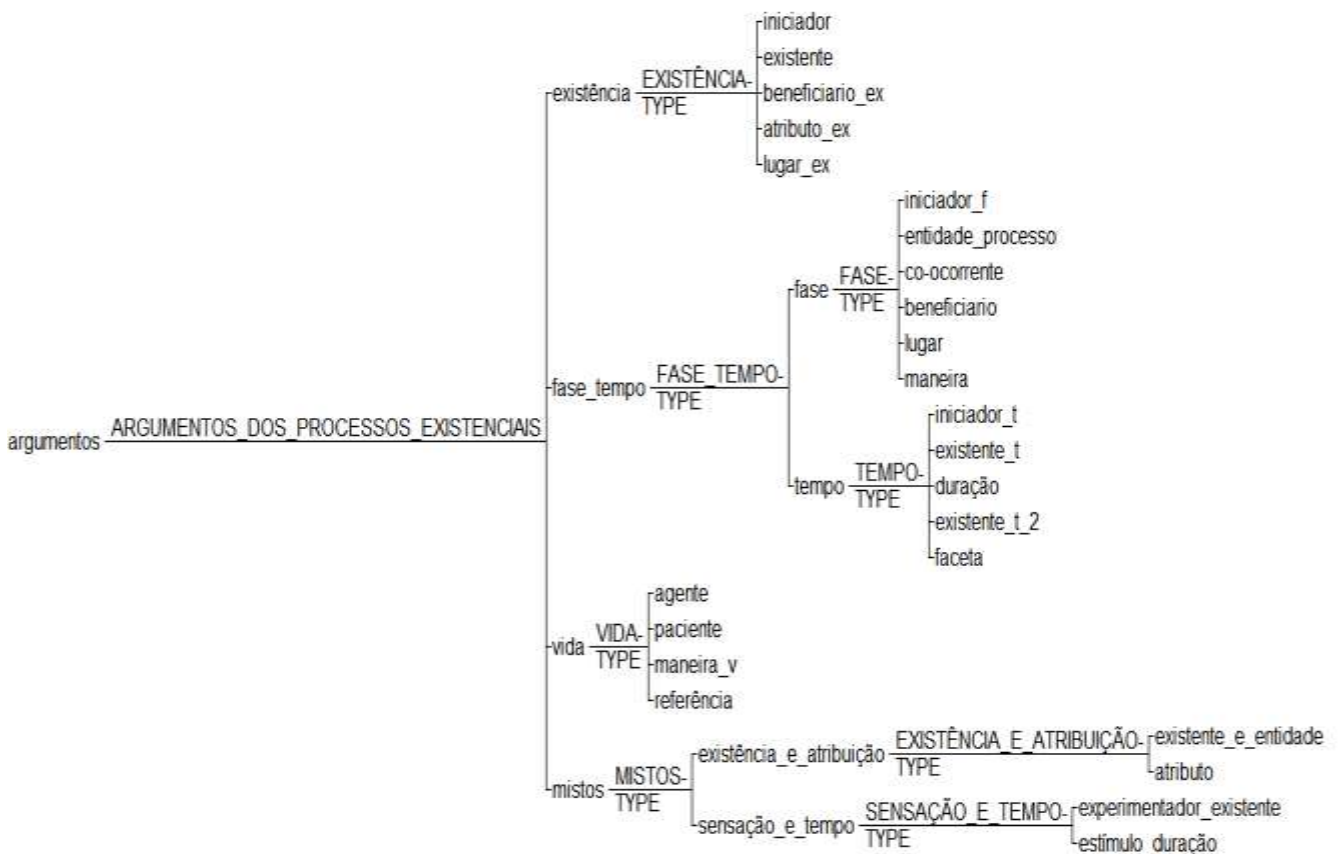 argumentos
ARGUMENTOS_DOS_PROCESSOS_EXISTENCIAIS
existência
EXISTÊNCIA-
TYPE
iniciador
existente
beneficiario_ex
atributo_ex
lugar_ex
fase_tempo
FASE_TEMPO-
TYPE
fase
FASE-
TYPE
iniciador_f
entidade_processo
co-ocorrente
beneficiario
lugar
maneira
tempo
TEMPO-
TYPE
iniciador_t
existente_t
duração
existente_t_2
faceta
vida
VIDA-
TYPE
agente
paciente
maneira_v
referência
mistos
MISTOS-
TYPE
existência_e_atribuição
EXISTÊNCIA_E_ATRIBUIÇÃO-
TYPE
existente_e_entidade
atributo
sensação_e_tempo
SENSAÇÃO_E_TEMPO-
TYPE
experimentador_existente
estímulo_duração